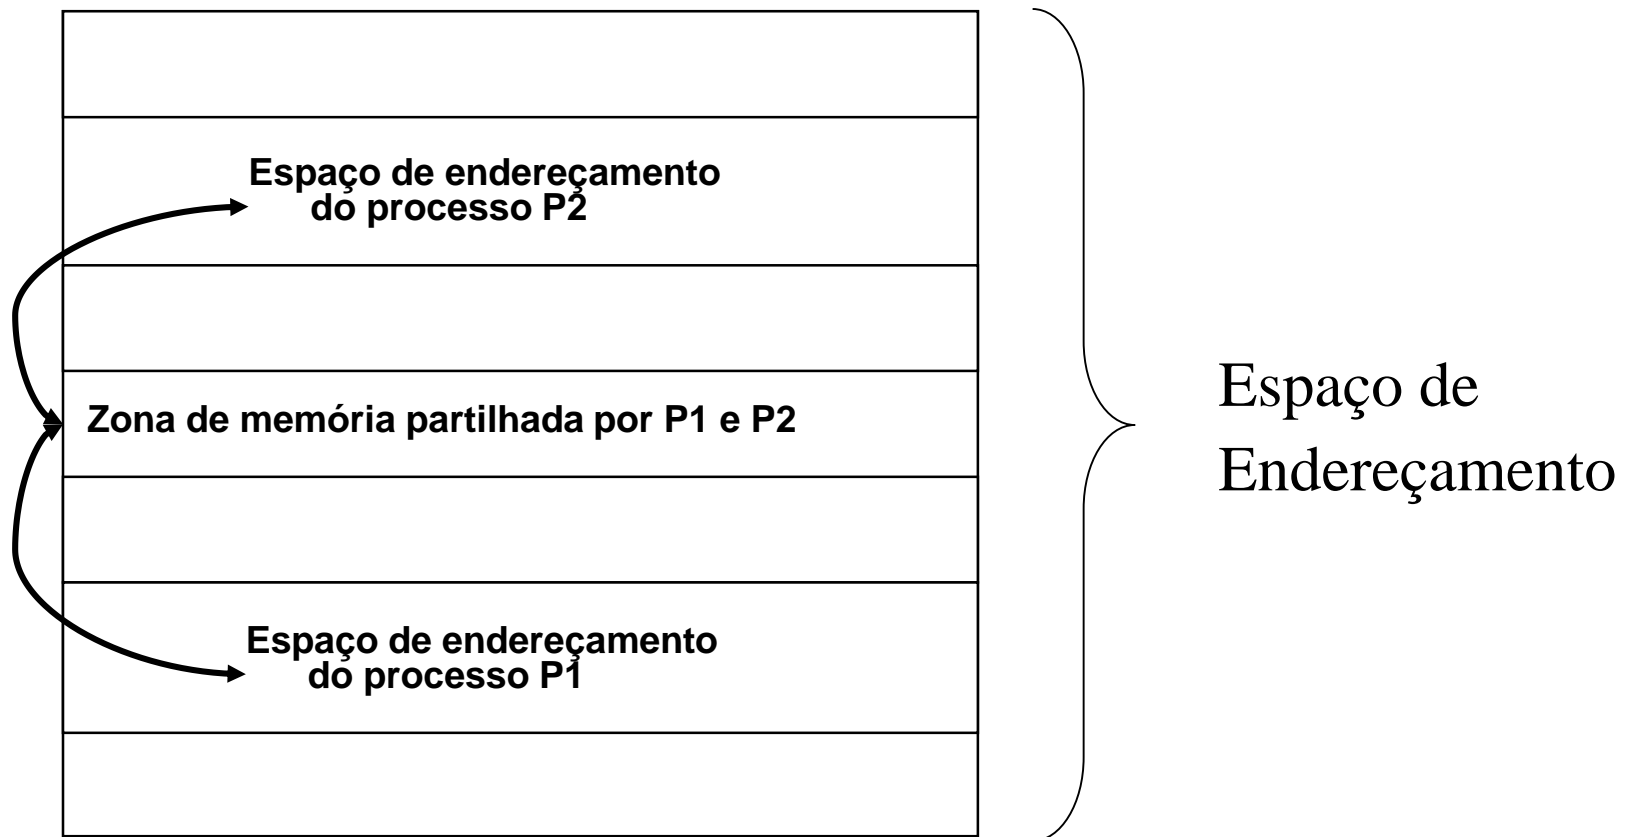 Espaço de endereçamento
do processo P2
Zona de memória partilhada por P1 e P2
Espaço de endereçamento
do processo P1
Espaço de
Endereçamento